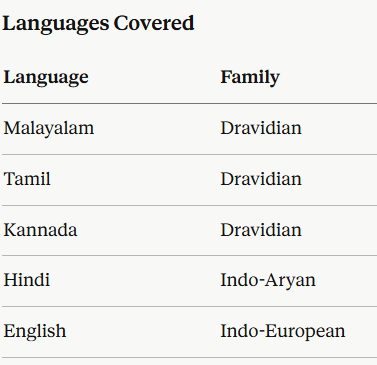 Languages Covered
Language Family
Malayalam Dravidian
Tamil Dravidian
Kannada Dravidian
Hindi Indo-Aryan
English Indo-European